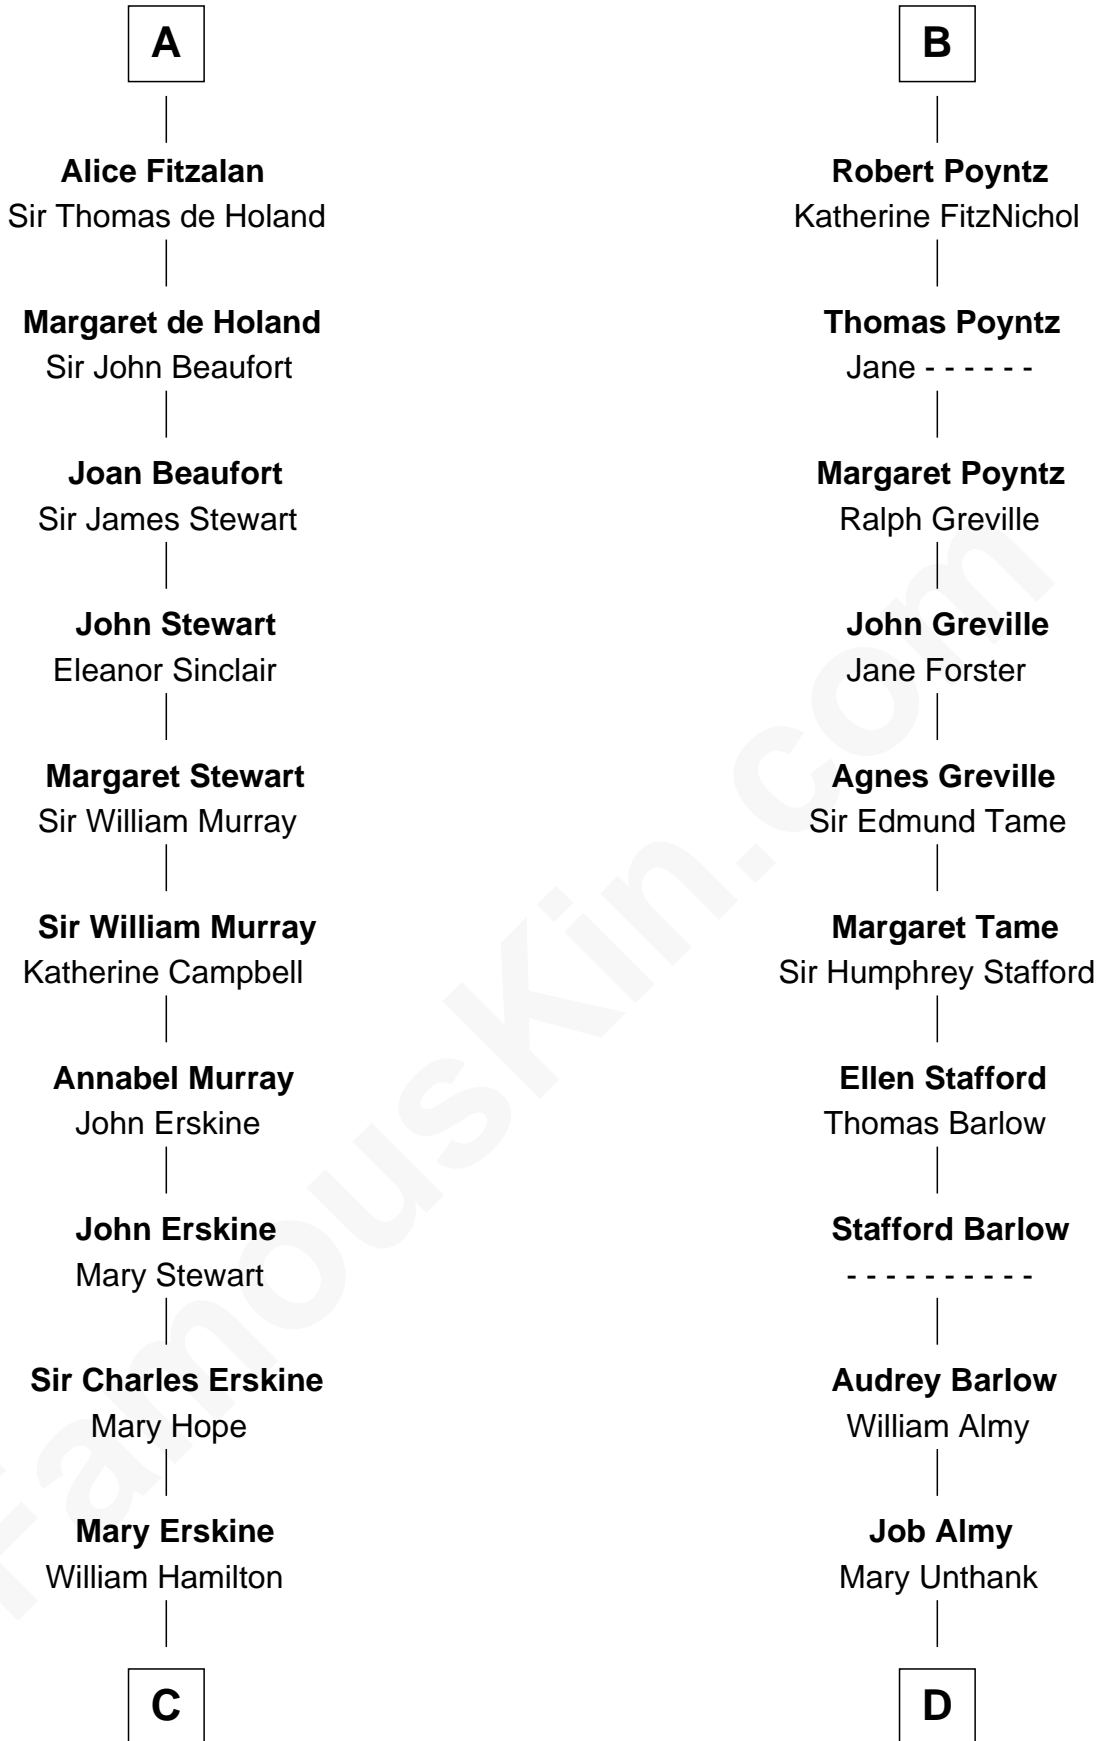 A
Alice Fitzalan
Sir Thomas de Holand
Margaret de Holand
Sir John Beaufort
Joan Beaufort
Sir James Stewart
John Stewart
Eleanor Sinclair
Margaret Stewart
Sir William Murray
Sir William Murray
Katherine Campbell
Annabel Murray
John Erskine
John Erskine
Mary Stewart
Sir Charles Erskine
Mary Hope
Mary Erskine
William Hamilton
C
B
Robert Poyntz
Katherine FitzNichol
Thomas Poyntz
Jane - - - - - -
Margaret Poyntz
Ralph Greville
John Greville
Jane Forster
Agnes Greville
Sir Edmund Tame
Margaret Tame
Sir Humphrey Stafford
Ellen Stafford
Thomas Barlow
Stafford Barlow
- - - - - - - - - -
Audrey Barlow
William Almy
Job Almy
Mary Unthank
D
FamousKin.com